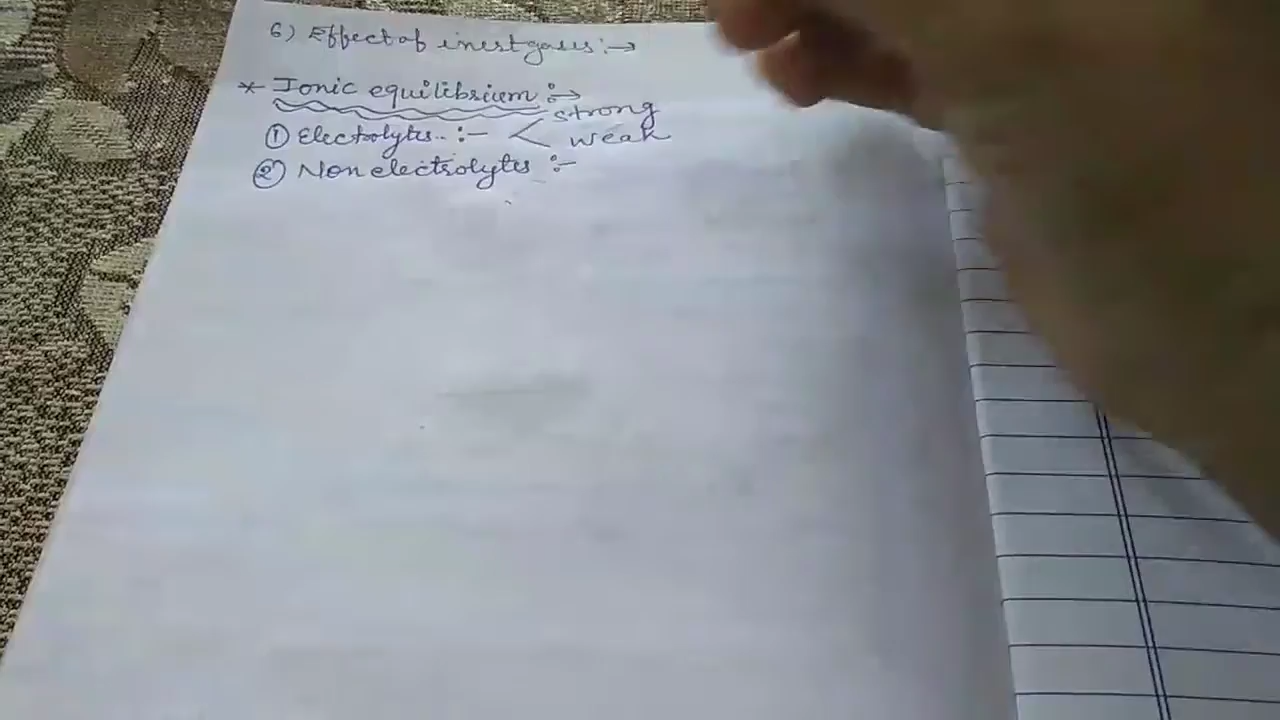 6) Effect of inert gases :→
* Ionic equilibrium :→
strong
① Electrolytes.. :- < weak
② Non electrolytes :-